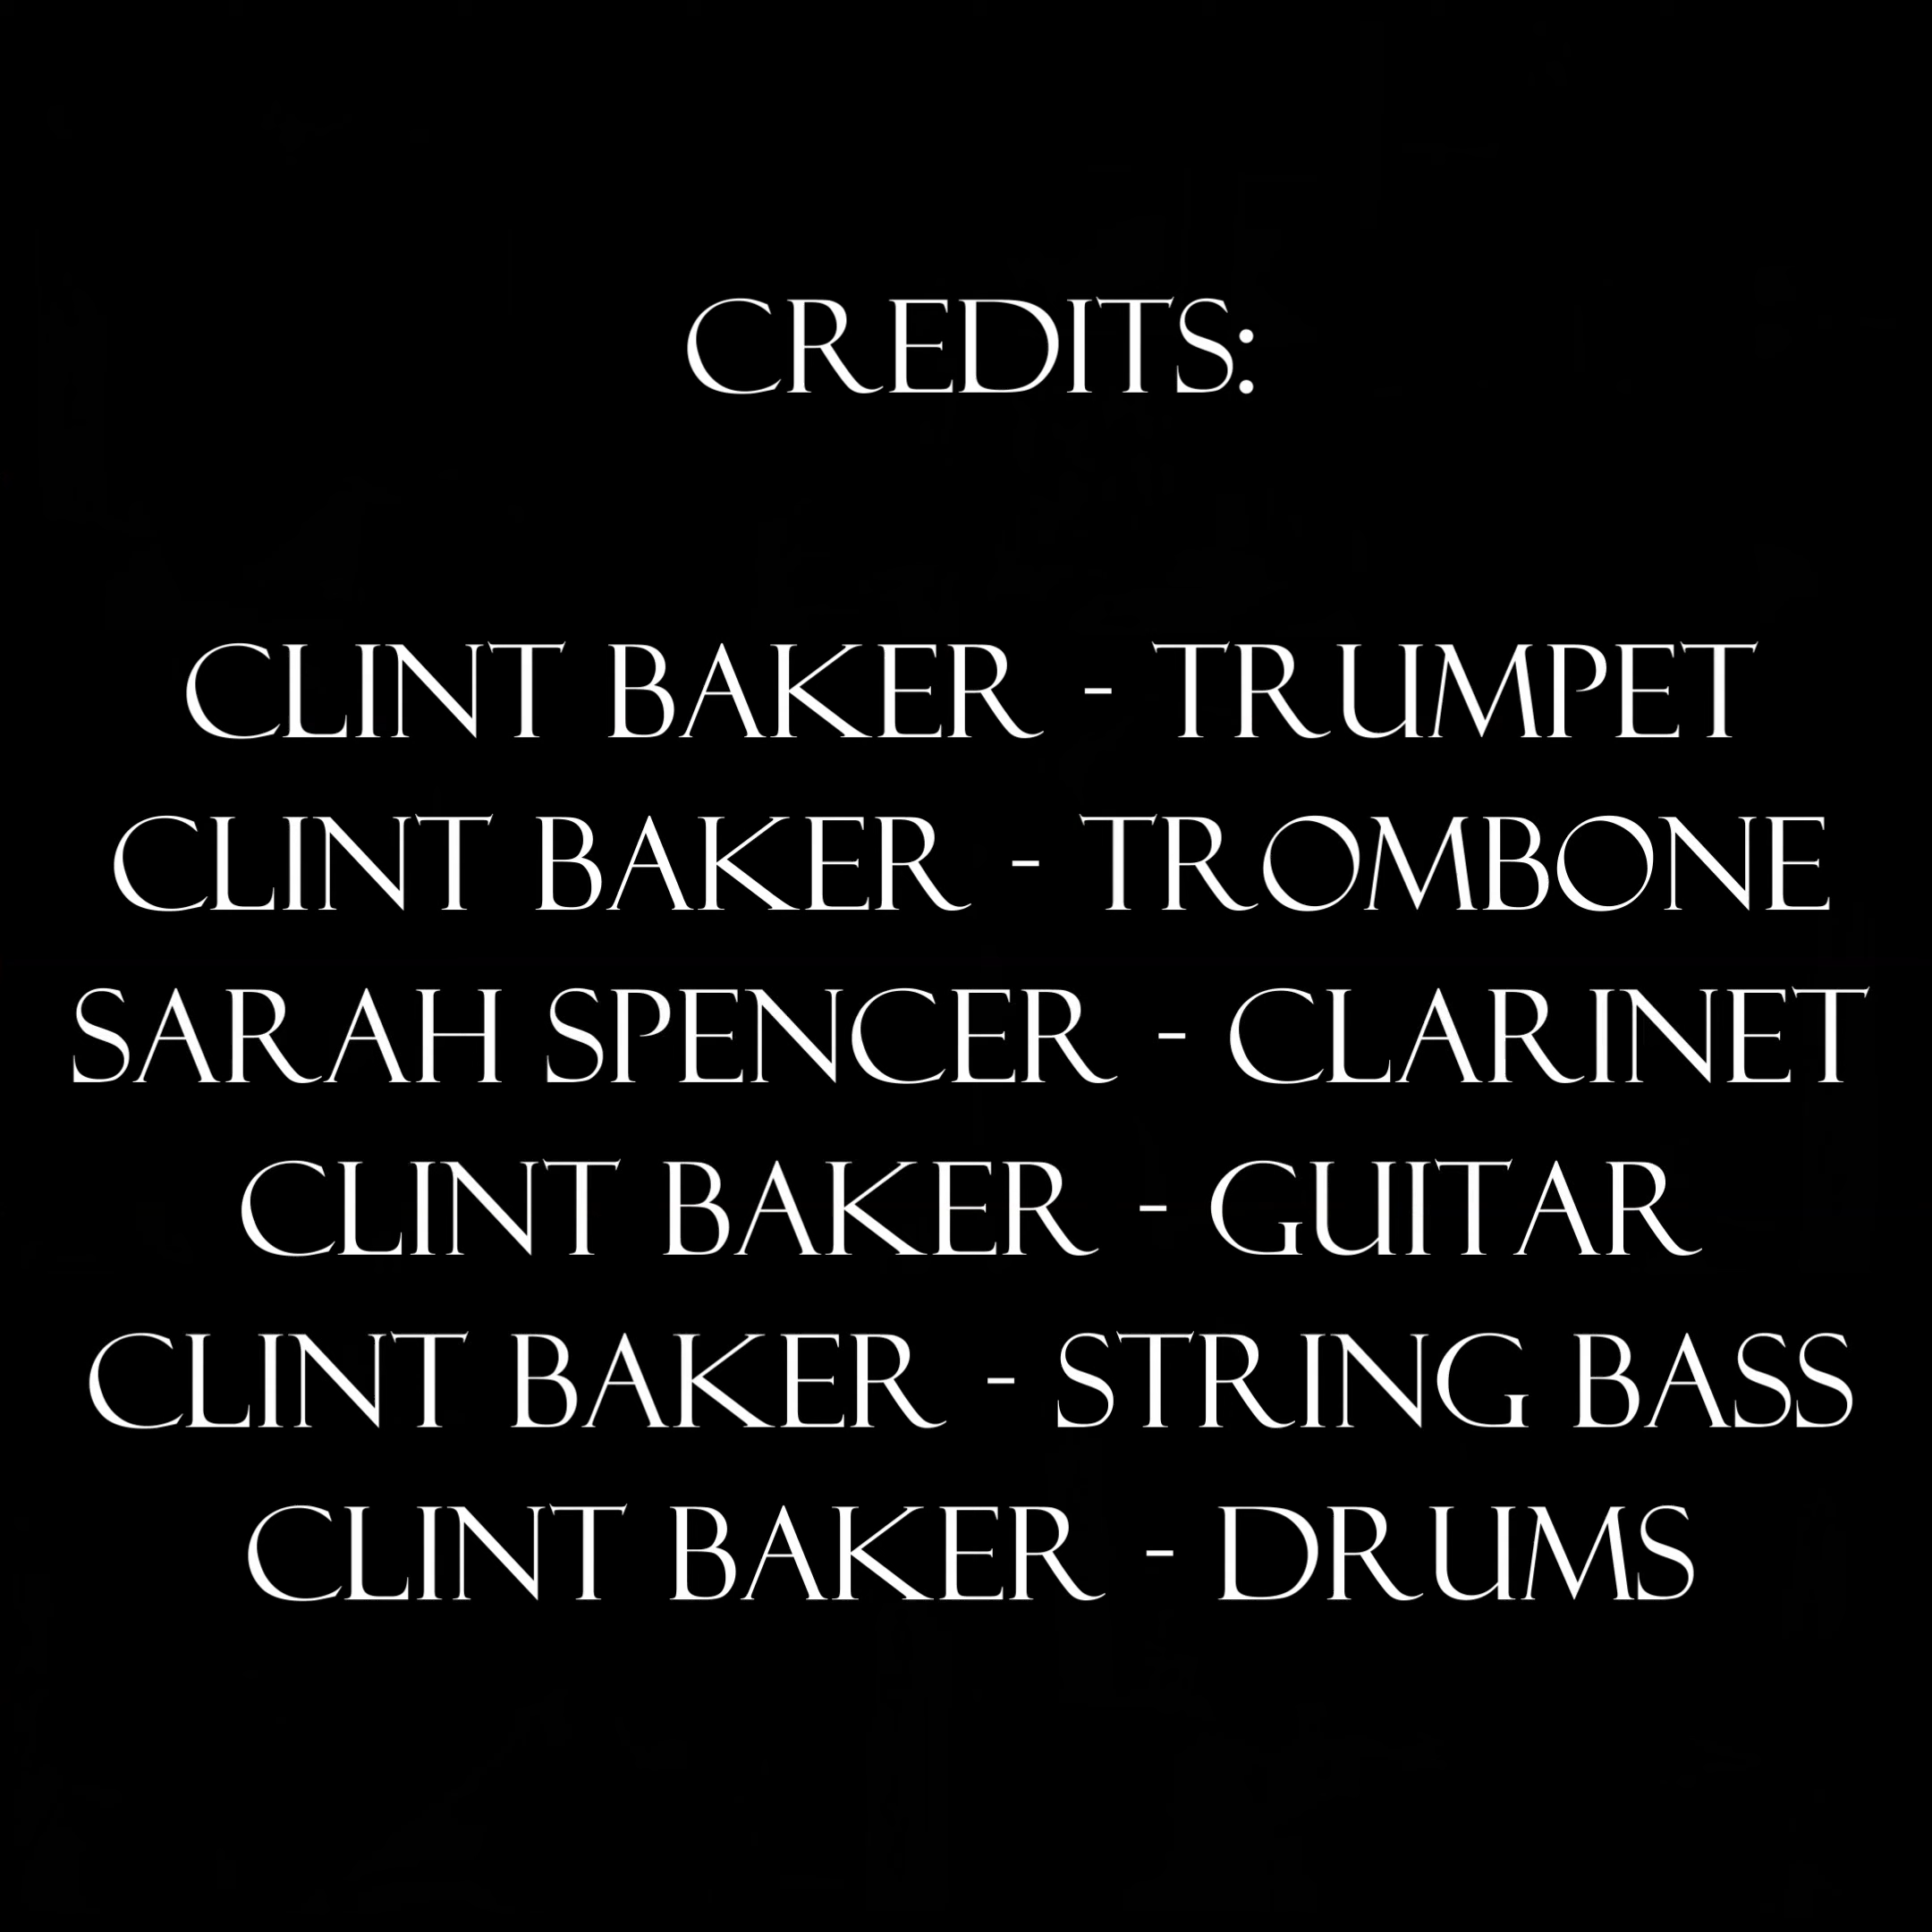 CREDITS:
CLINT BAKER - TRUMPET
CLINT BAKER - TROMBONE
SARAH SPENCER - CLARINET
CLINT BAKER - GUITAR
CLINT BAKER - STRING BASS
CLINT BAKER - DRUMS